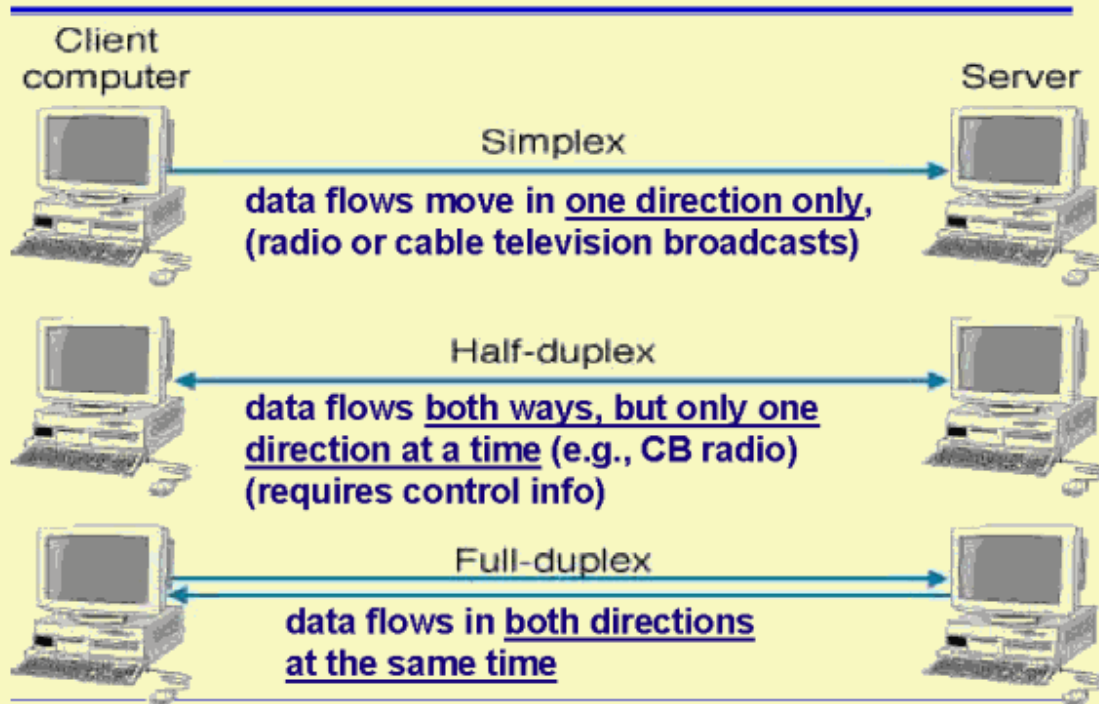 Client
computer
Server
Simplex
data flows move in one direction only,
(radio or cable television broadcasts)
Half-duplex
data flows both ways, but only one
direction at a time (e.g., CB radio)
(requires control info)
Full-duplex
data flows in both directions
at the same time